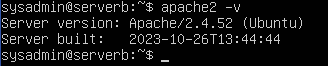 sysadmin@serverb:~$ apache2 -v
Server version: Apache/2.4.52 (Ubuntu)
Server built:   2023-10-26T13:44:44
sysadmin@serverb:~$ _